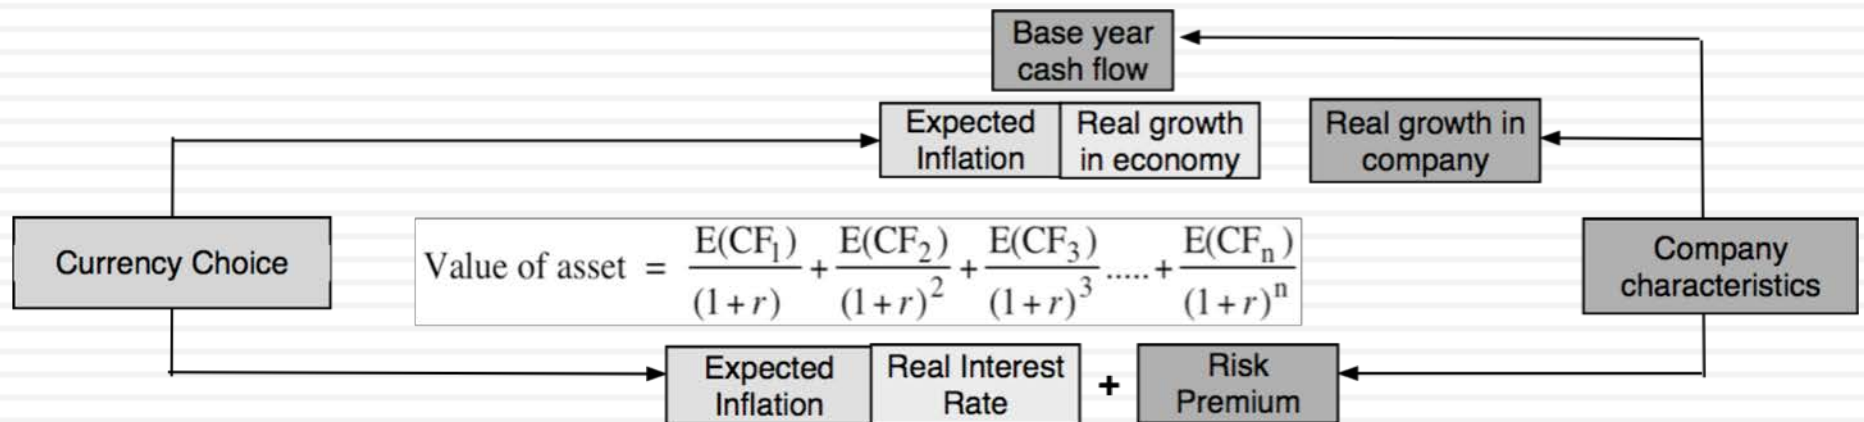 Base year
cash flow
Expected
Inflation
Real growth
in economy
Real growth in
company
Currency Choice
Value of asset = E(CF₁)/(1+r) + E(CF₂)/(1+r)² + E(CF₃)/(1+r)³ ..... + E(CFₙ)/(1+r)ⁿ
Company
characteristics
Expected
Inflation
Real Interest
Rate
+
Risk
Premium